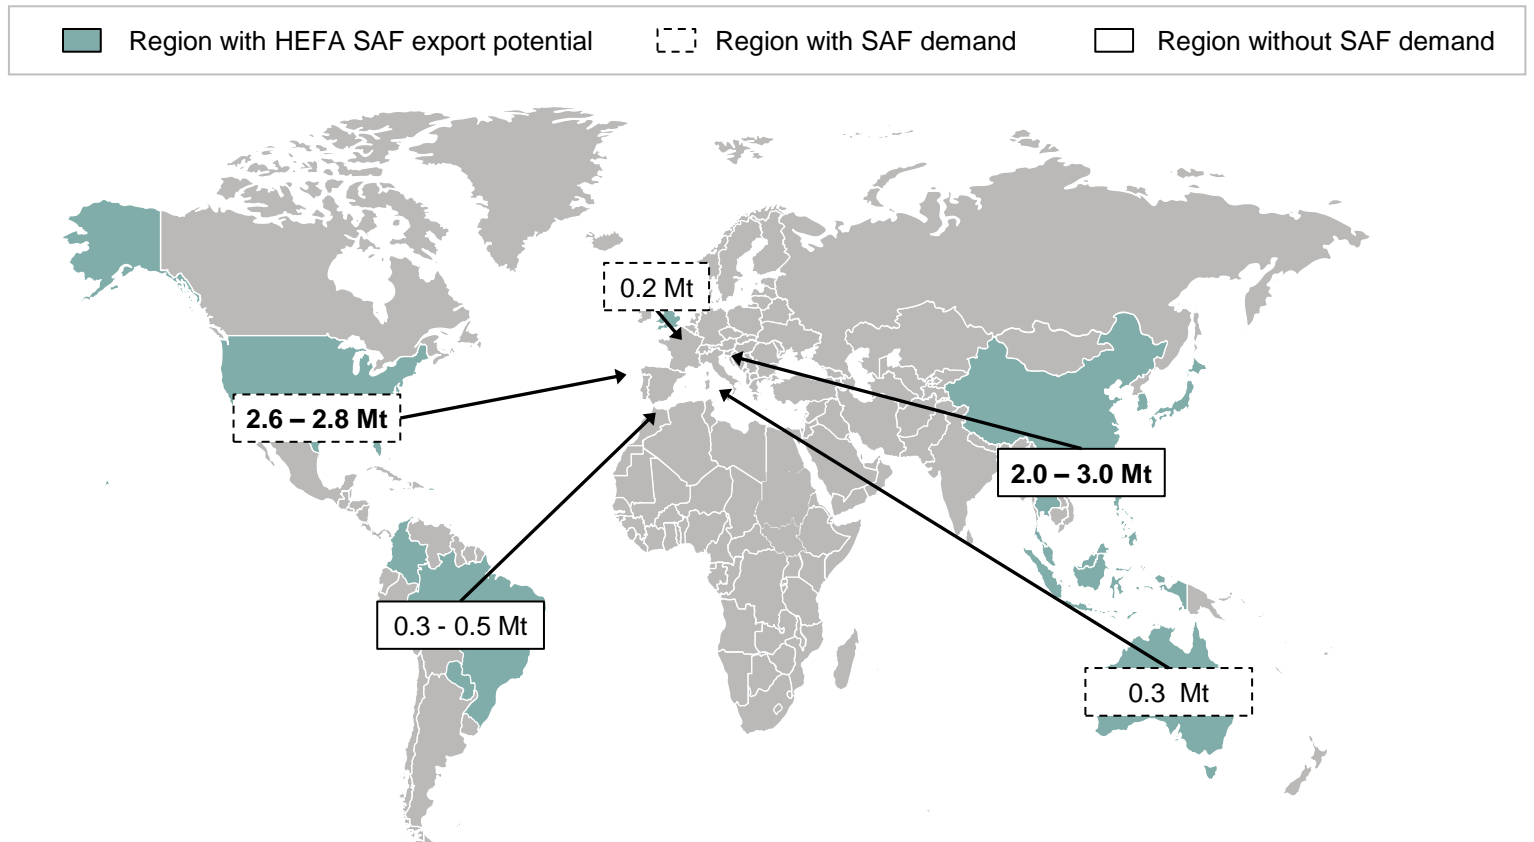 Region with HEFA SAF export potential
Region with SAF demand
Region without SAF demand
0.2 Mt
2.6 – 2.8 Mt
2.0 – 3.0 Mt
0.3 - 0.5 Mt
0.3 Mt